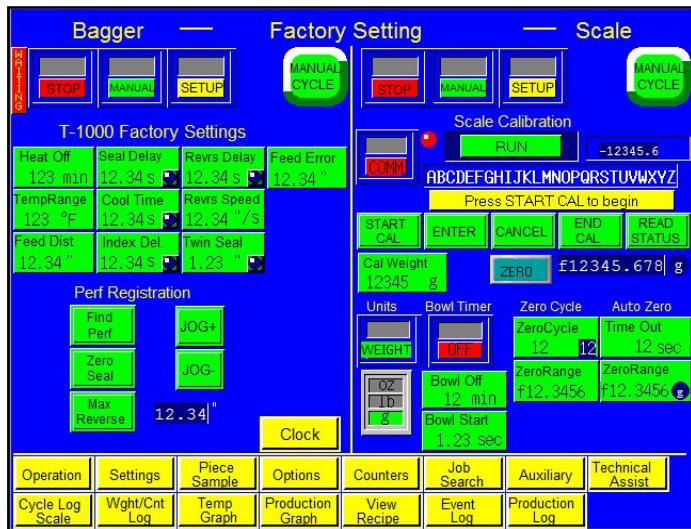 Bagger — Factory Setting — Scale
WAITING
STOP
MANUAL
SETUP
MANUAL
CYCLE
STOP
MANUAL
SETUP
MANUAL
CYCLE
T-1000 Factory Settings
Heat Off
123 min
Seal Delay
12.34 s
Revrs Delay
12.34 s
Feed Error
12.34 "
TempRange
123 °F
Cool Time
12.34 s
Revrs Speed
12.34 "/s
Feed Dist
12.34 "
Index Del.
12.34 s
Twin Seal
1.23 "
Perf Registration
Find
Perf
JOG+
Zero
Seal
JOG-
Max
Reverse
12.34"
Clock
Scale Calibration
COMM
RUN
-12345.6
ABCDEFGHIJKLMNOPQRSTUVWXYZ
Press START CAL to begin
START
CAL
ENTER
CANCEL
END
CAL
READ
STATUS
Cal Weight
12345 g
ZERO
f12345.678 g
Units
WEIGHT
Bowl Timer
OFF
Zero Cycle
Auto Zero
ZeroCycle
12 12
Time Out
12 sec
oz
lb
g
Bowl Off
12 min
ZeroRange
f12.3456
ZeroRange
f12.3456 g
Bowl Start
1.23 sec
Operation
Settings
Piece
Sample
Options
Counters
Job
Search
Auxiliary
Technical
Assist
Cycle Log
Scale
Wght/Cnt
Log
Temp
Graph
Production
Graph
View
Recipe
Event
Log
Production
Log